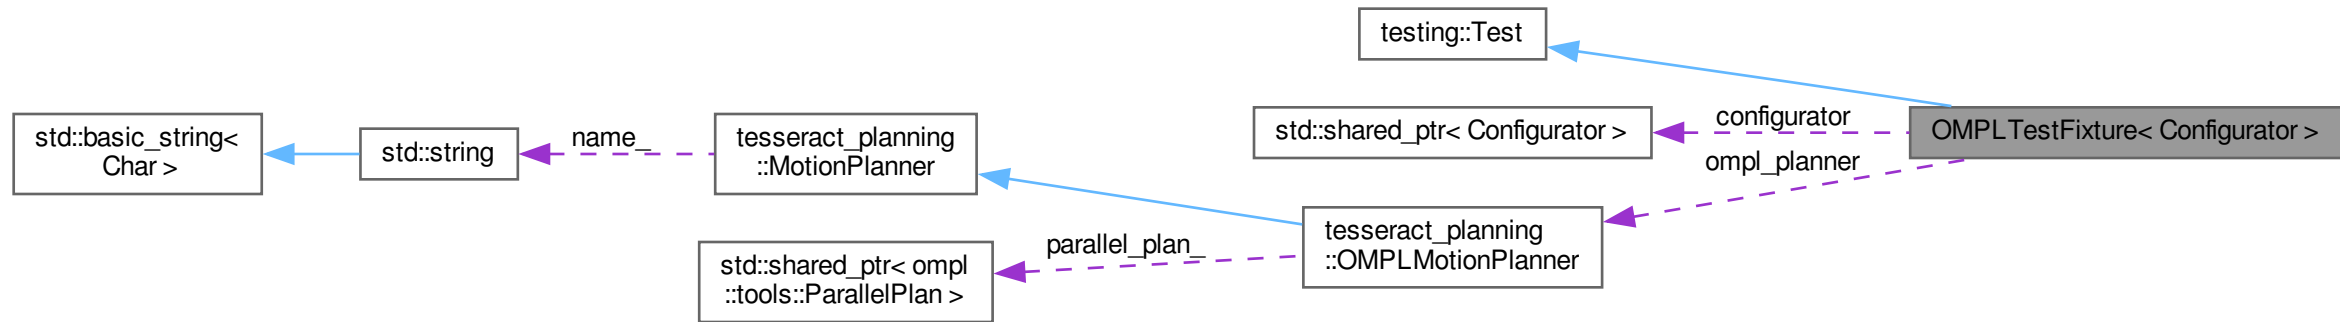 testing::Test
std::basic_string<
Char >
std::string
name_
tesseract_planning
::MotionPlanner
std::shared_ptr< Configurator >
configurator
OMPLTestFixture< Configurator >
ompl_planner
tesseract_planning
::OMPLMotionPlanner
parallel_plan_
std::shared_ptr< ompl
::tools::ParallelPlan >